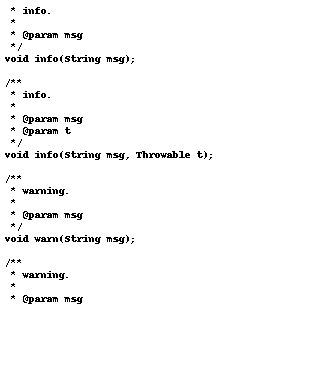 * info.
 *
 * @param msg
 */
void info(String msg);

/**
 * info.
 *
 * @param msg
 * @param t
 */
void info(String msg, Throwable t);

/**
 * warning.
 *
 * @param msg
 */
void warn(String msg);

/**
 * warning.
 *
 * @param msg